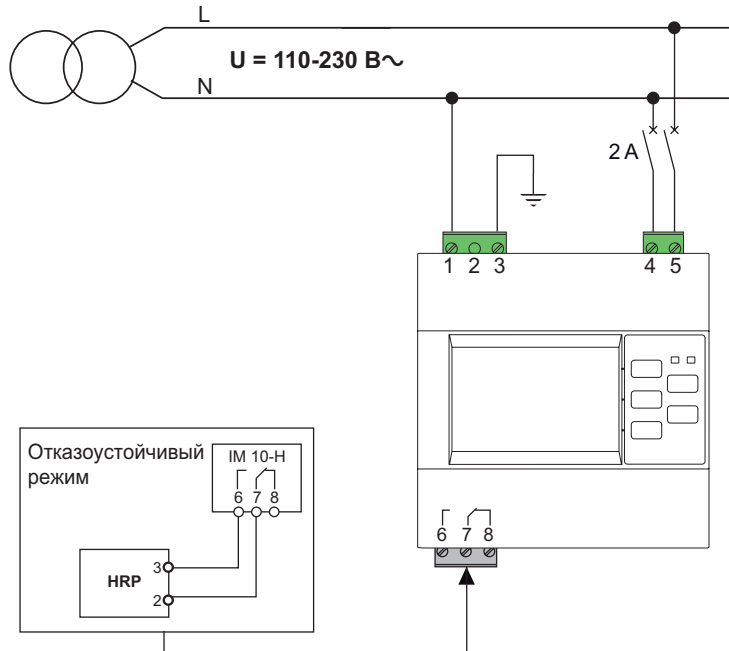 L
U = 110-230 В~
N
2 A
1 2 3
4 5
Отказоустойчивый
режим
IM 10-H
6 7 8
3
HRP
2
6 7 8